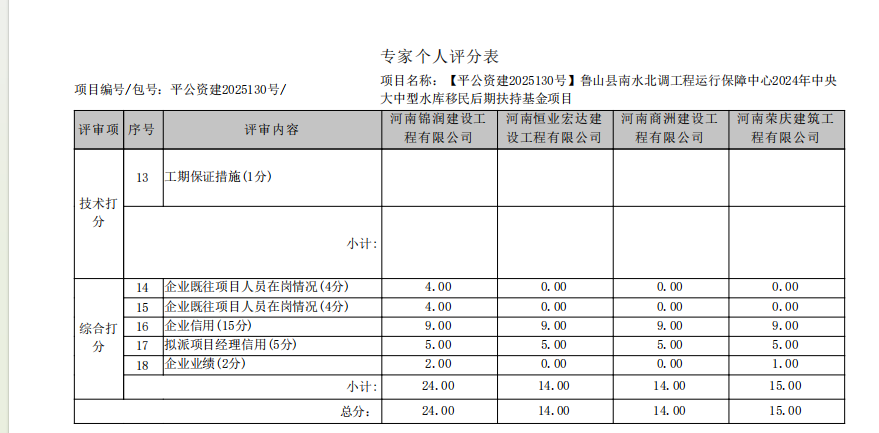 专家个人评分表
项目编号/包号: 平公资建2025130号/
项目名称: 【平公资建2025130号】鲁山县南水北调工程运行保障中心2024年中央
大中型水库移民后期扶持基金项目
评审项 序号 评审内容 河南锦润建设工程有限公司 河南恒业宏达建设工程有限公司 河南商洲建设工程有限公司 河南荣庆建筑工程有限公司
技术打分
13 工期保证措施(1分)
小计:
综合打分
14 企业既往项目人员在岗情况(4分) 4.00 0.00 0.00 0.00
15 企业既往项目人员在岗情况(4分) 4.00 0.00 0.00 0.00
16 企业信用(15分) 9.00 9.00 9.00 9.00
17 拟派项目经理信用(5分) 5.00 5.00 5.00 5.00
18 企业业绩(2分) 2.00 0.00 0.00 1.00
小计: 24.00 14.00 14.00 15.00
总分: 24.00 14.00 14.00 15.00